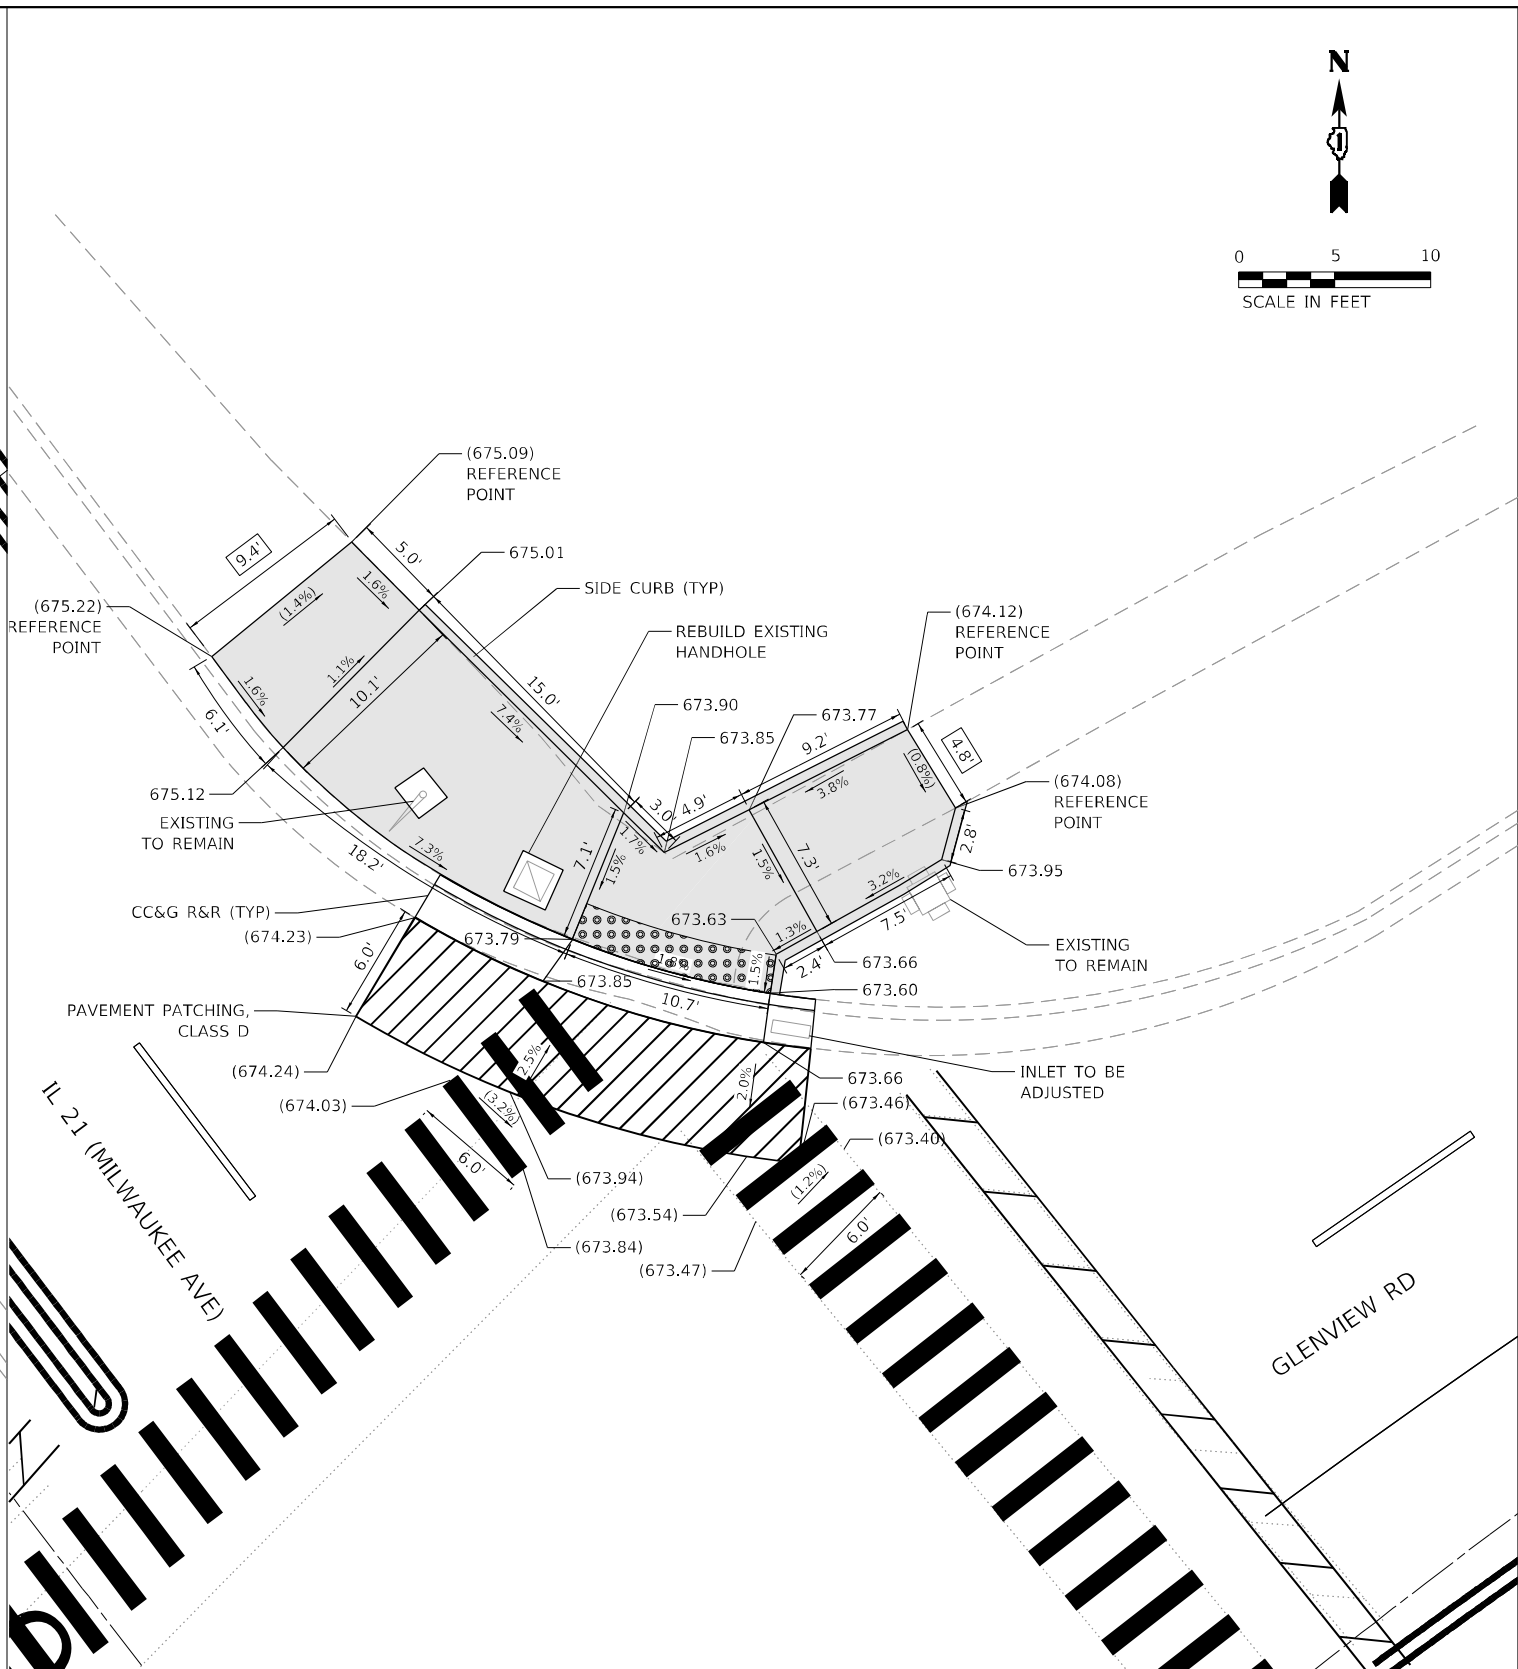 N
1
0 5 10
SCALE IN FEET
(675.09)
REFERENCE
POINT
9.4'
5.0'
675.01
1.6%
(1.4%)
SIDE CURB (TYP)
(675.22)
REFERENCE
POINT
(674.12)
REFERENCE
POINT
REBUILD EXISTING
HANDHOLE
1.1%
10.1'
15.0'
1.6%
6.1'
673.90
7.4%
673.77
673.85
9.2'
4.8'
(0.8%)
(674.08)
REFERENCE
POINT
675.12
3.8%
3.0'
4.9'
EXISTING
TO REMAIN
1.7%
1.6%
2.8'
7.3%
18.2'
7.1'
1.5%
1.5%
7.3'
673.95
3.2%
CC&G R&R (TYP)
(674.23)
673.63
7.5'
673.79
1.3%
EXISTING
TO REMAIN
6.0'
1.5%
2.4'
673.66
673.85
673.60
10.7'
PAVEMENT PATCHING,
CLASS D
2.5%
(674.24)
2.0%
673.66
INLET TO BE
ADJUSTED
(674.03)
(3.2%)
(673.46)
(673.40)
6.0'
(673.94)
(1.2%)
(673.54)
6.0'
(673.84)
(673.47)
IL 21 (MILWAUKEE AVE)
GLENVIEW RD